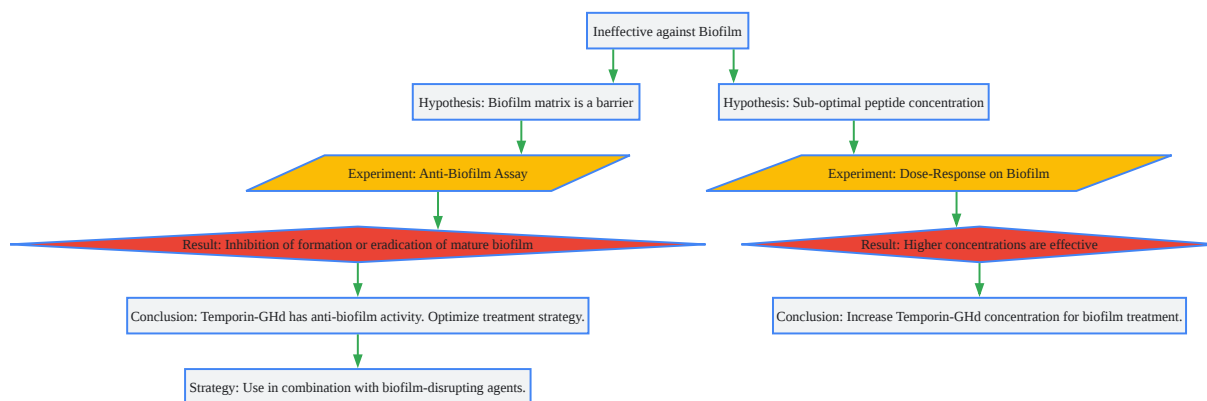 Ineffective against Biofilm
Hypothesis: Biofilm matrix is a barrier
Hypothesis: Sub-optimal peptide concentration
Experiment: Anti-Biofilm Assay
Experiment: Dose-Response on Biofilm
Result: Inhibition of formation or eradication of mature biofilm
Result: Higher concentrations are effective
Conclusion: Temporin-GHd has anti-biofilm activity. Optimize treatment strategy.
Conclusion: Increase Temporin-GHd concentration for biofilm treatment.
Strategy: Use in combination with biofilm-disrupting agents.